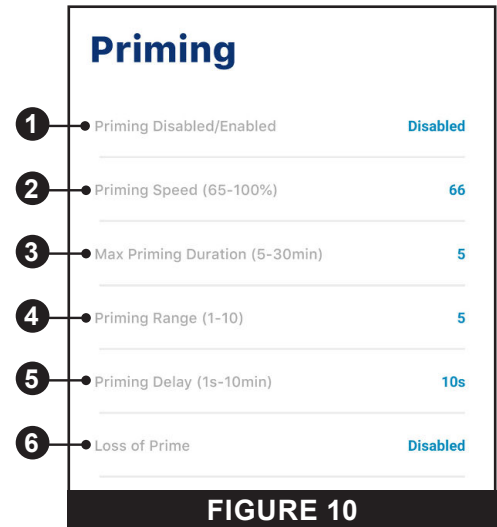 Priming
1 Priming Disabled/Enabled Disabled
2 Priming Speed (65-100%) 66
3 Max Priming Duration (5-30min) 5
4 Priming Range (1-10) 5
5 Priming Delay (1s-10min) 10s
6 Loss of Prime Disabled
FIGURE 10